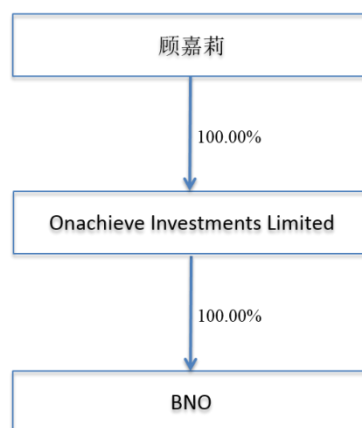 顾嘉莉
100.00%
Onachieve Investments Limited
100.00%
BNO